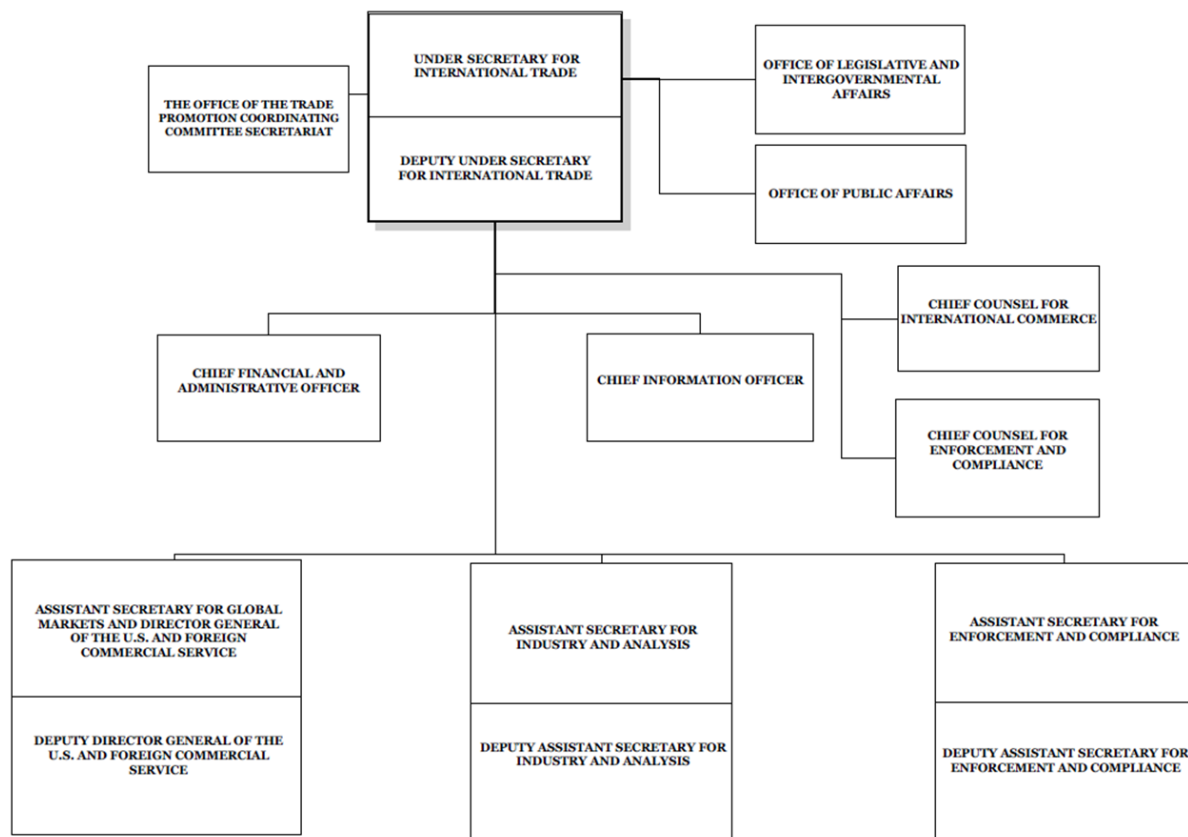 UNDER SECRETARY FOR
INTERNATIONAL TRADE
DEPUTY UNDER SECRETARY
FOR INTERNATIONAL TRADE
THE OFFICE OF THE TRADE
PROMOTION COORDINATING
COMMITTEE SECRETARIAT
OFFICE OF LEGISLATIVE AND
INTERGOVERNMENTAL
AFFAIRS
OFFICE OF PUBLIC AFFAIRS
CHIEF COUNSEL FOR
INTERNATIONAL COMMERCE
CHIEF FINANCIAL AND
ADMINISTRATIVE OFFICER
CHIEF INFORMATION OFFICER
CHIEF COUNSEL FOR
ENFORCEMENT AND
COMPLIANCE
ASSISTANT SECRETARY FOR GLOBAL
MARKETS AND DIRECTOR GENERAL
OF THE U.S. AND FOREIGN
COMMERCIAL SERVICE
DEPUTY DIRECTOR GENERAL OF THE
U.S. AND FOREIGN COMMERCIAL
SERVICE
ASSISTANT SECRETARY FOR
INDUSTRY AND ANALYSIS
DEPUTY ASSISTANT SECRETARY FOR
INDUSTRY AND ANALYSIS
ASSISTANT SECRETARY FOR
ENFORCEMENT AND COMPLIANCE
DEPUTY ASSISTANT SECRETARY FOR
ENFORCEMENT AND COMPLIANCE